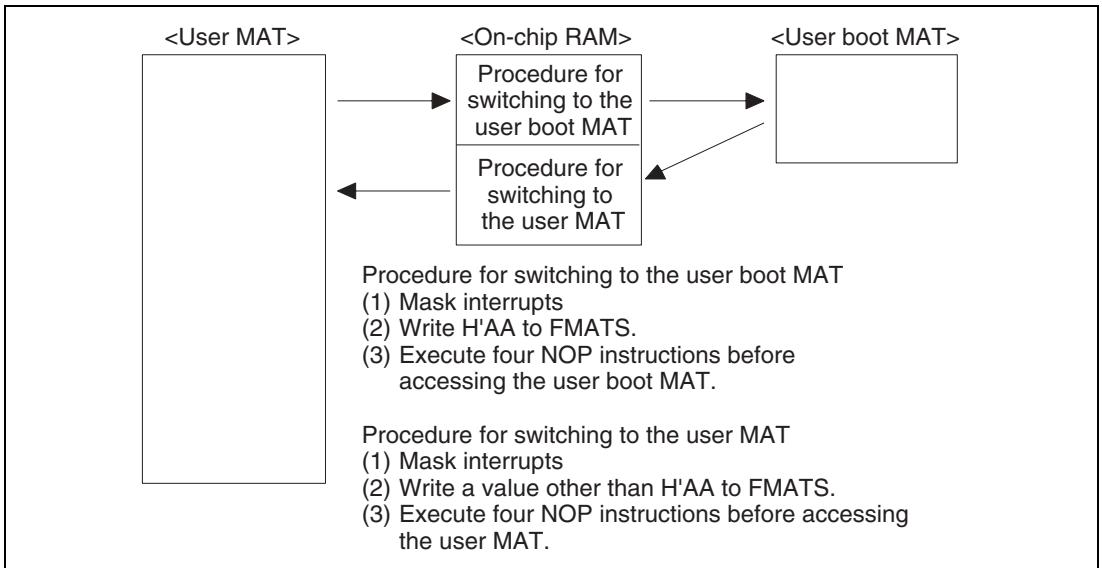 <User MAT>
<On-chip RAM>
<User boot MAT>
Procedure for
switching to the
user boot MAT
Procedure for
switching to
the user MAT
Procedure for switching to the user boot MAT
(1) Mask interrupts
(2) Write H'AA to FMATS.
(3) Execute four NOP instructions before
accessing the user boot MAT.
Procedure for switching to the user MAT
(1) Mask interrupts
(2) Write a value other than H'AA to FMATS.
(3) Execute four NOP instructions before accessing
the user MAT.